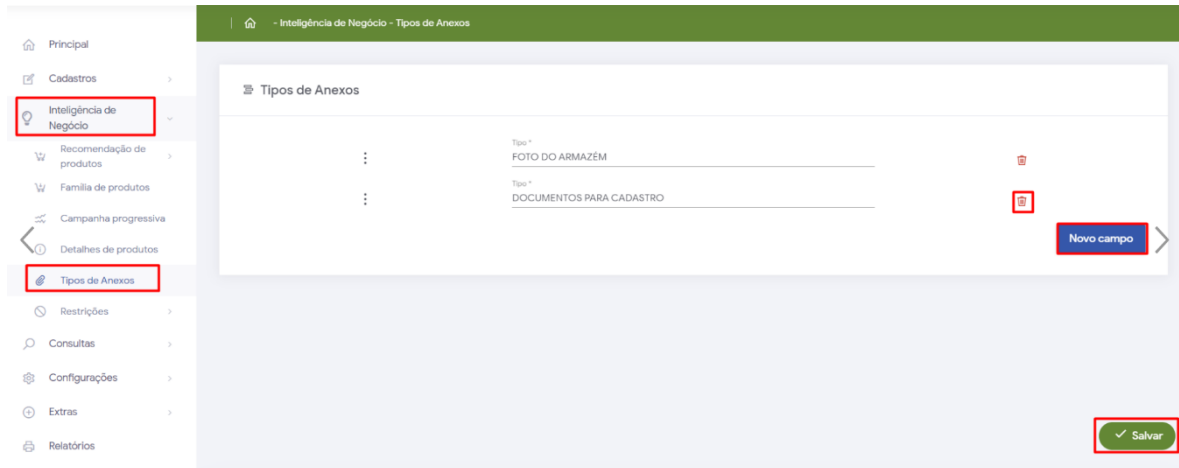 - Inteligência de Negócio - Tipos de Anexos
Principal
Cadastros
Inteligência de
Negócio
Recomendação de
produtos
Família de produtos
Campanha progressiva
Detalhes de produtos
Tipos de Anexos
Restrições
Consultas
Configurações
Extras
Relatórios
Tipos de Anexos
Tipo *
FOTO DO ARMAZÉM
Tipo *
DOCUMENTOS PARA CADASTRO
Novo campo
Salvar